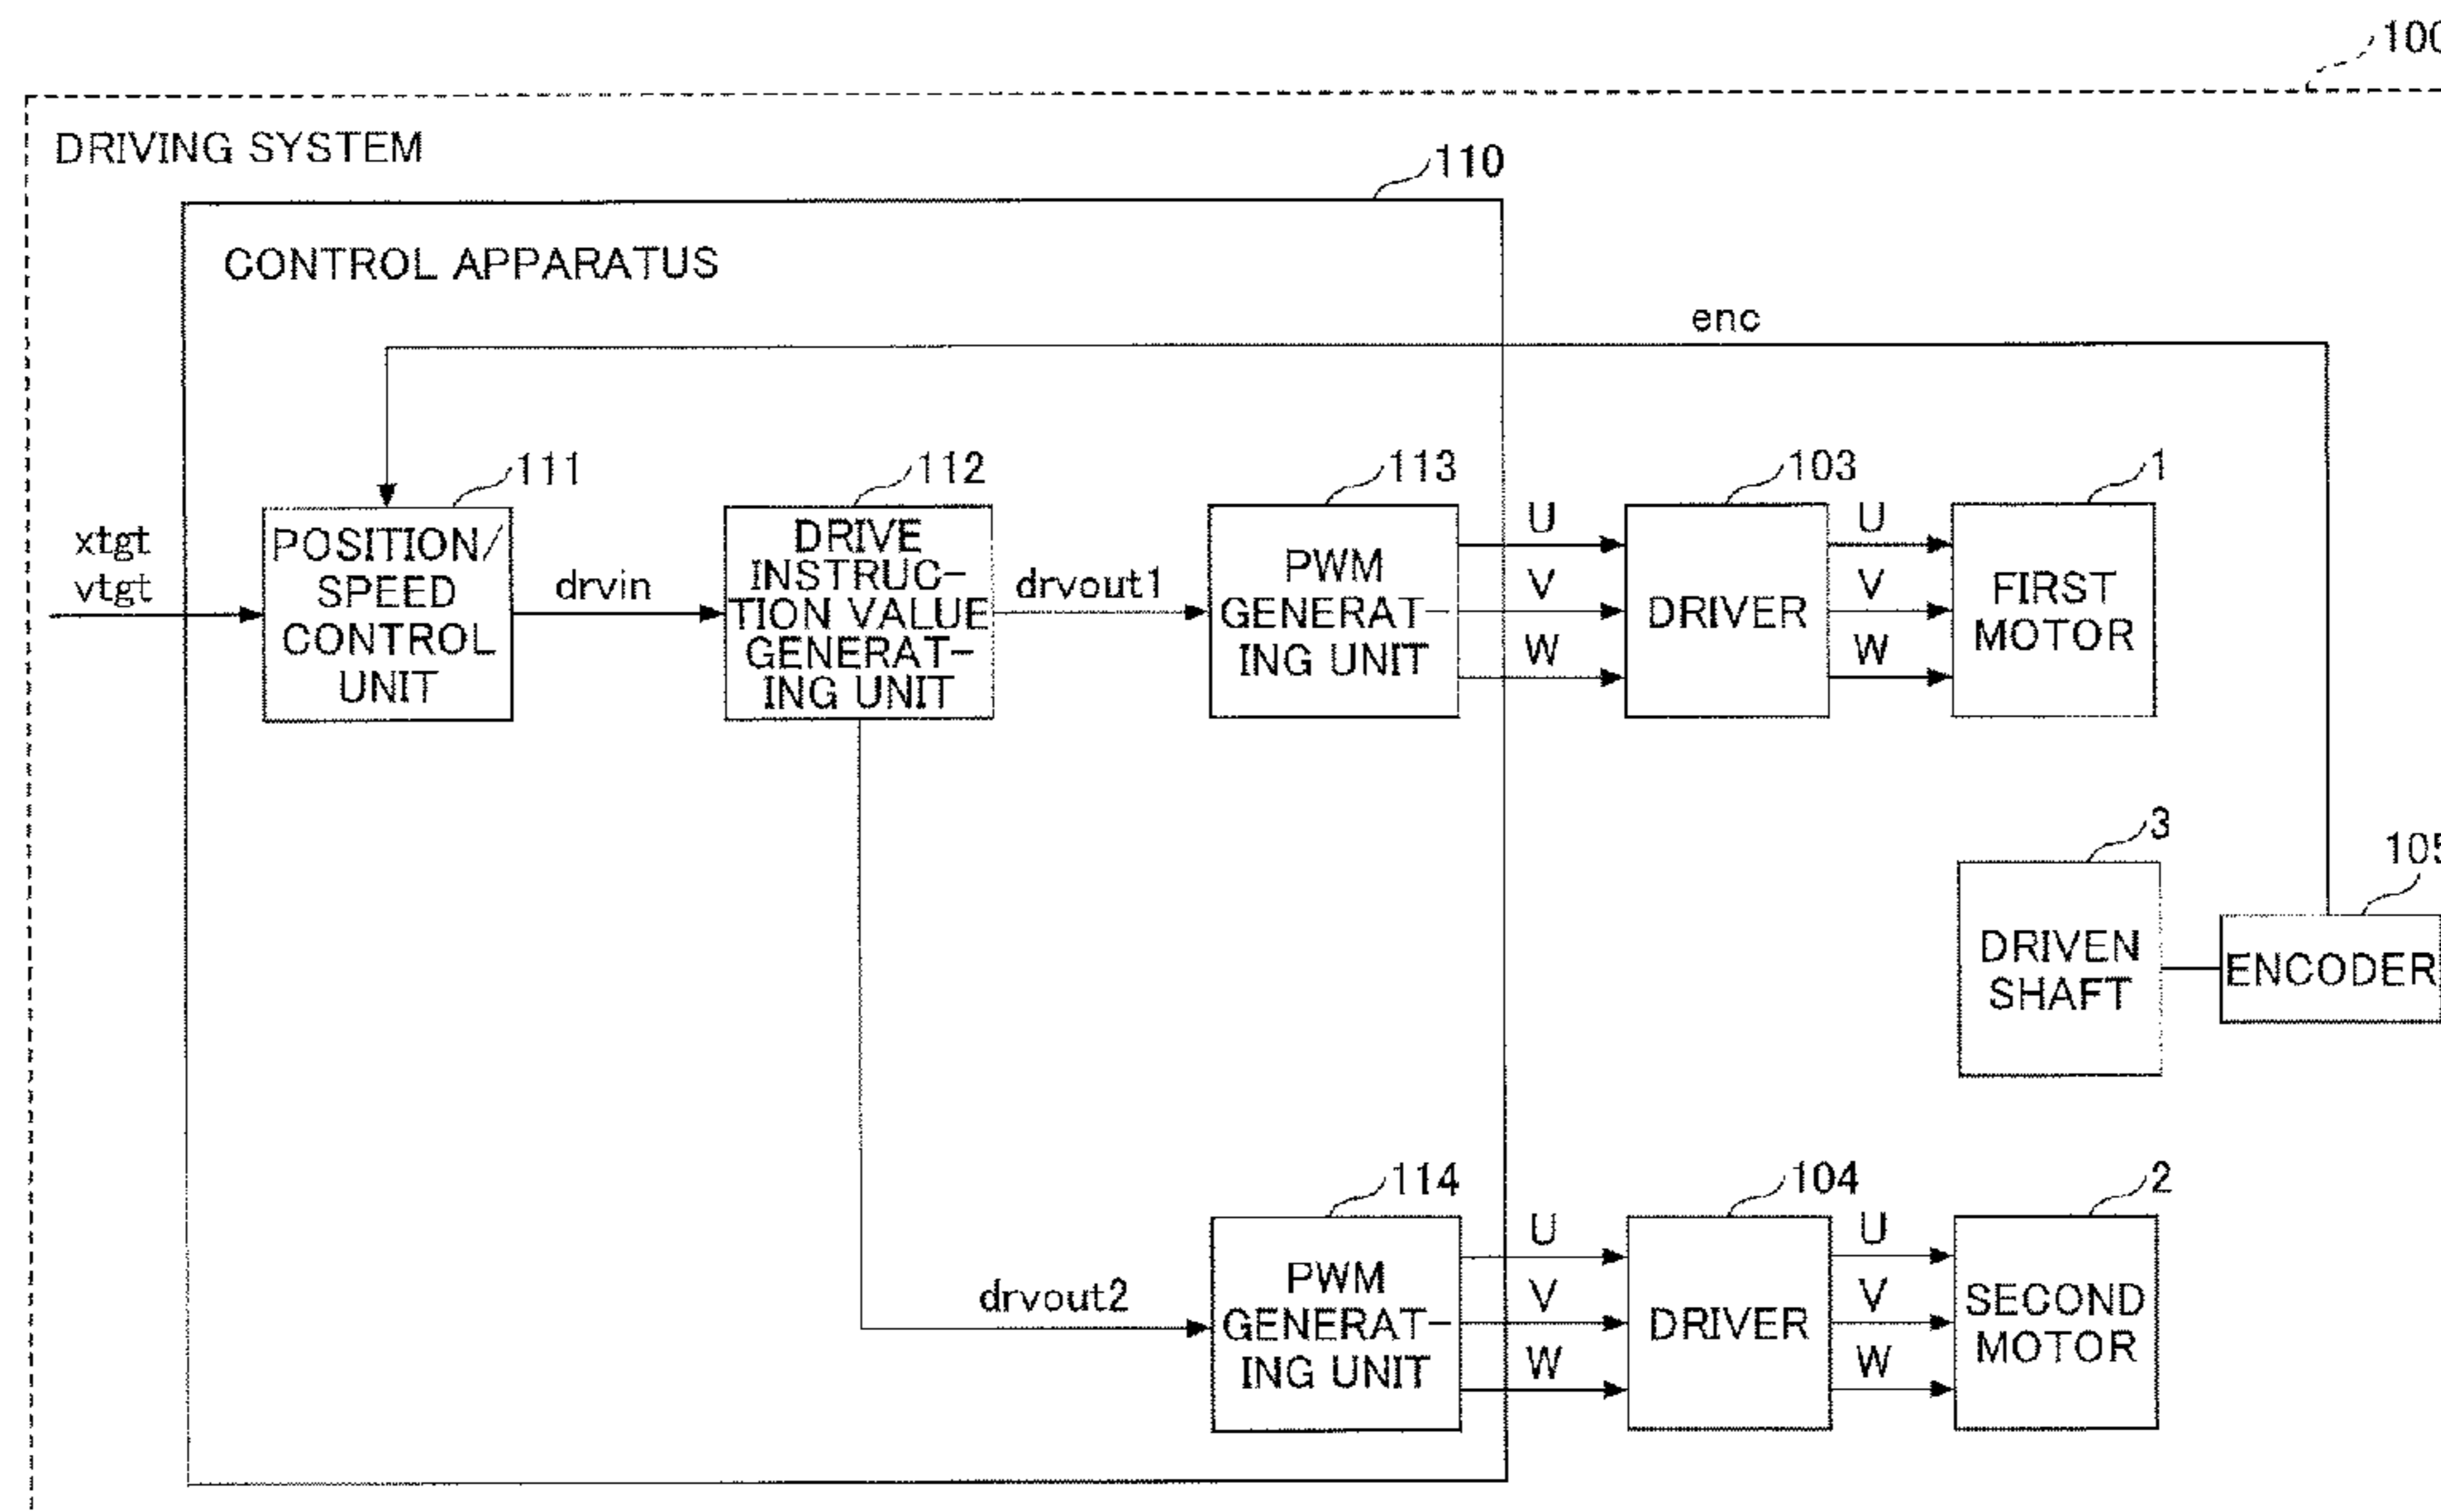 100
DRIVING SYSTEM
110
CONTROL APPARATUS
enc
111
112
113
103
1
xtgt
vtgt
POSITION/
SPEED
CONTROL
UNIT
drvin
DRIVE
INSTRUC-
TION VALUE
GENERAT-
ING UNIT
drvout1
PWM
GENERAT-
ING UNIT
U
V
W
DRIVER
U
V
W
FIRST
MOTOR
3
105
DRIVEN
SHAFT
ENCODER
114
104
2
drvout2
PWM
GENERAT-
ING UNIT
U
V
W
DRIVER
U
V
W
SECOND
MOTOR